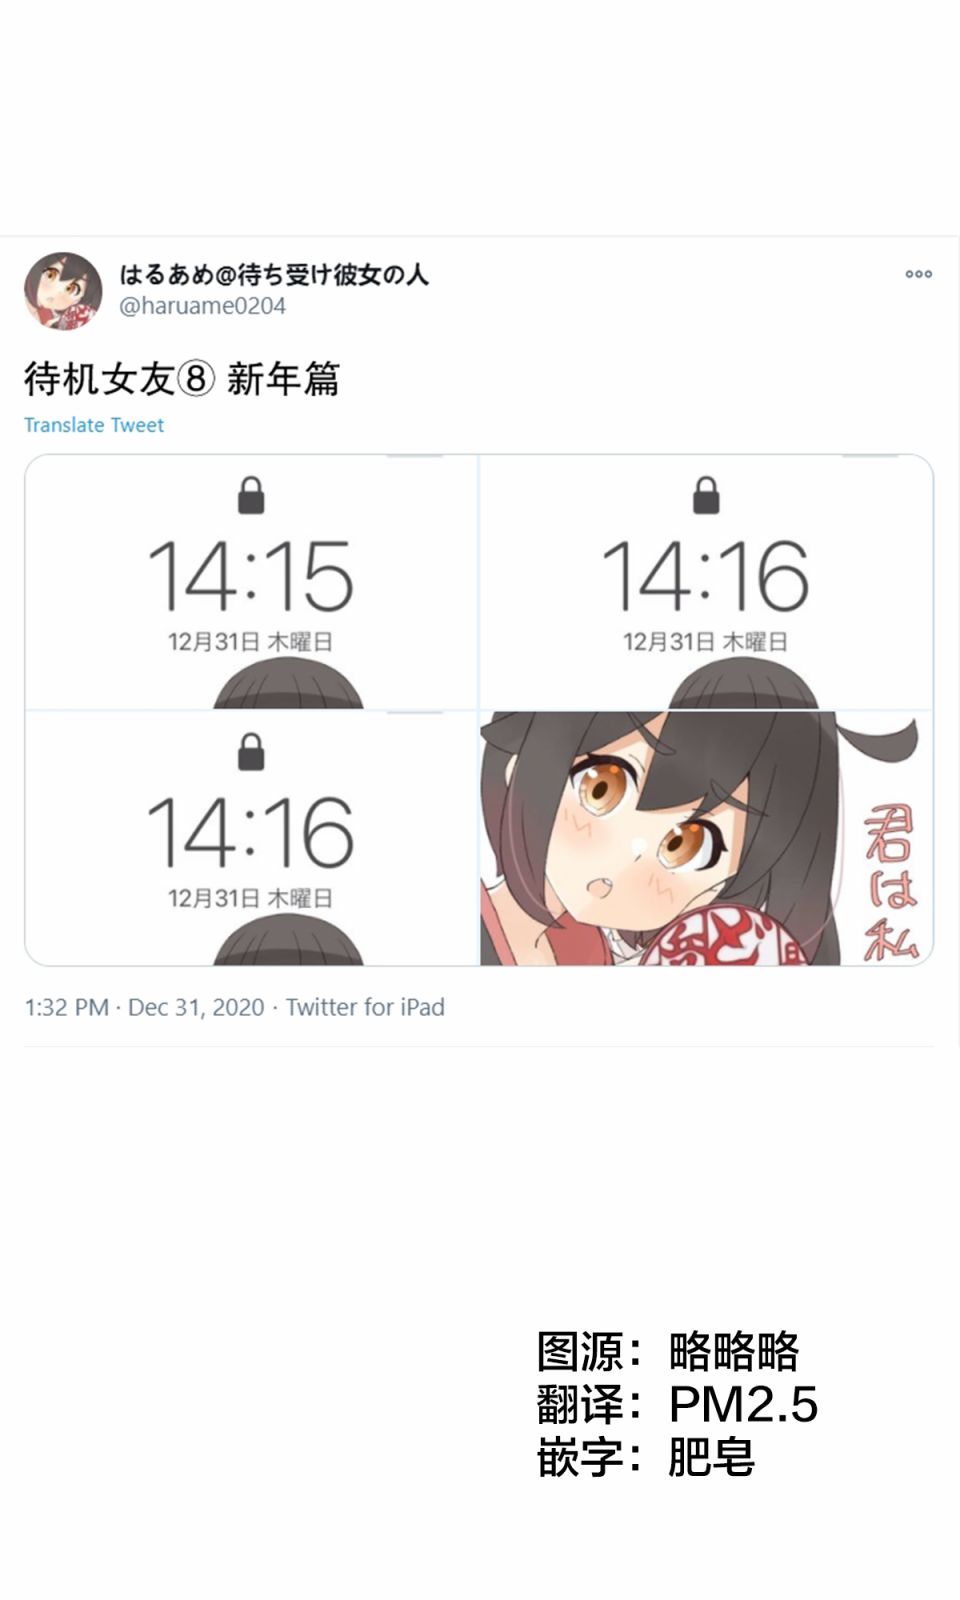 はるあめ@待ち受け彼女の人
@haruame0204
待机女友⑧ 新年篇
Translate Tweet
14:15
12月31日 木曜日
14:16
12月31日 木曜日
14:16
12月31日 木曜日
君は私
1:32 PM · Dec 31, 2020 · Twitter for iPad
图源：略略略
翻译：PM2.5
嵌字：肥皂